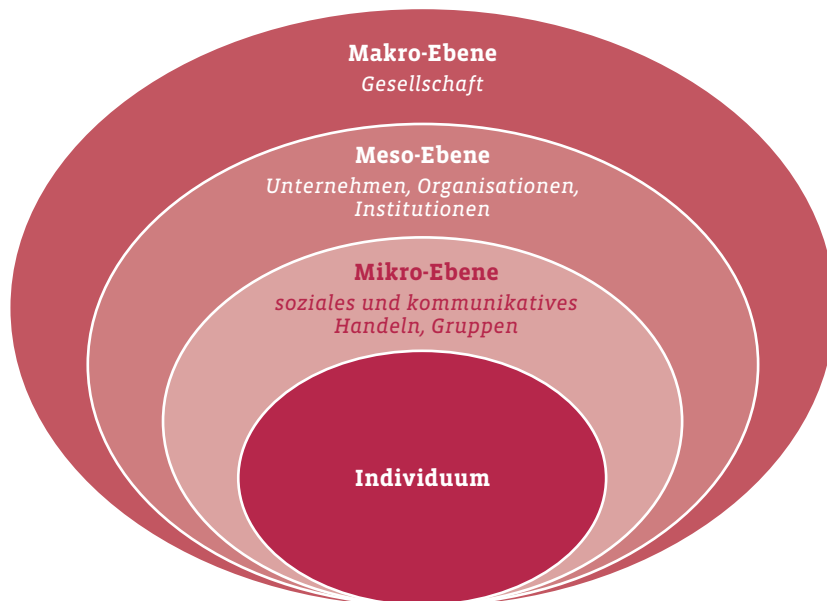 Makro-Ebene
Gesellschaft
Meso-Ebene
Unternehmen, Organisationen,
Institutionen
Mikro-Ebene
soziales und kommunikatives
Handeln, Gruppen
Individuum